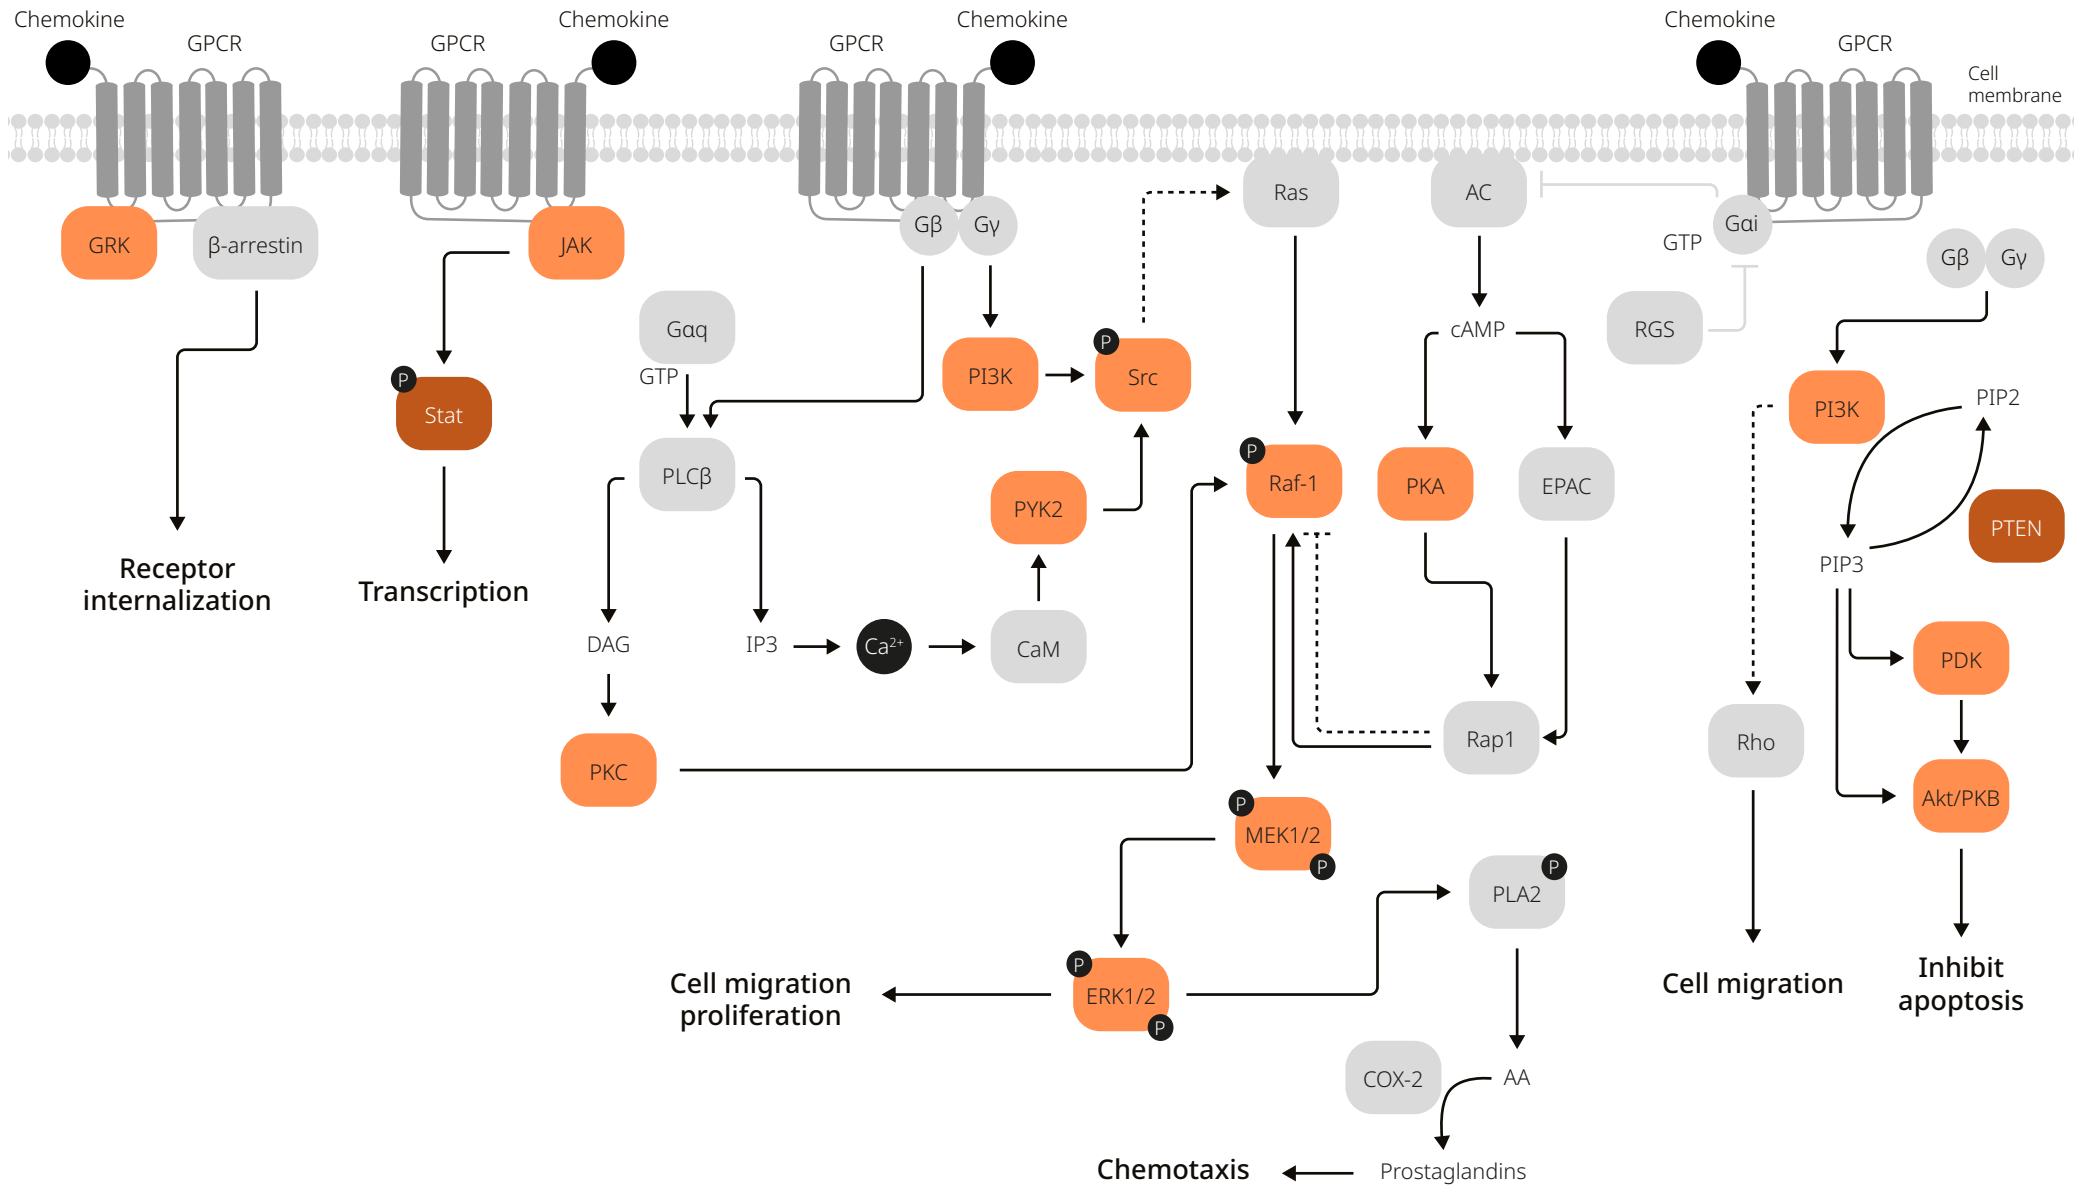 Chemokine
Chemokine
Chemokine
Chemokine
GPCR
GPCR
GPCR
GPCR
Cell
membrane
Ras
AC
Gβ
Gγ
Gαi
GTP
GRK
β-arrestin
JAK
Gβ
Gγ
Gαq
GTP
cAMP
RGS
P
P
PI3K
Src
PI3K
PIP2
P
Stat
P
PLCβ
Raf-1
PKA
EPAC
PYK2
PTEN
Receptor
internalization
Transcription
PIP3
DAG
IP3
Ca2+
CaM
PDK
PKC
Rap1
Rho
Akt/PKB
P
MEK1/2
P
P
PLA2
P
ERK1/2
P
Cell migration
proliferation
Cell migration
Inhibit
apoptosis
COX-2
AA
Chemotaxis
Prostaglandins